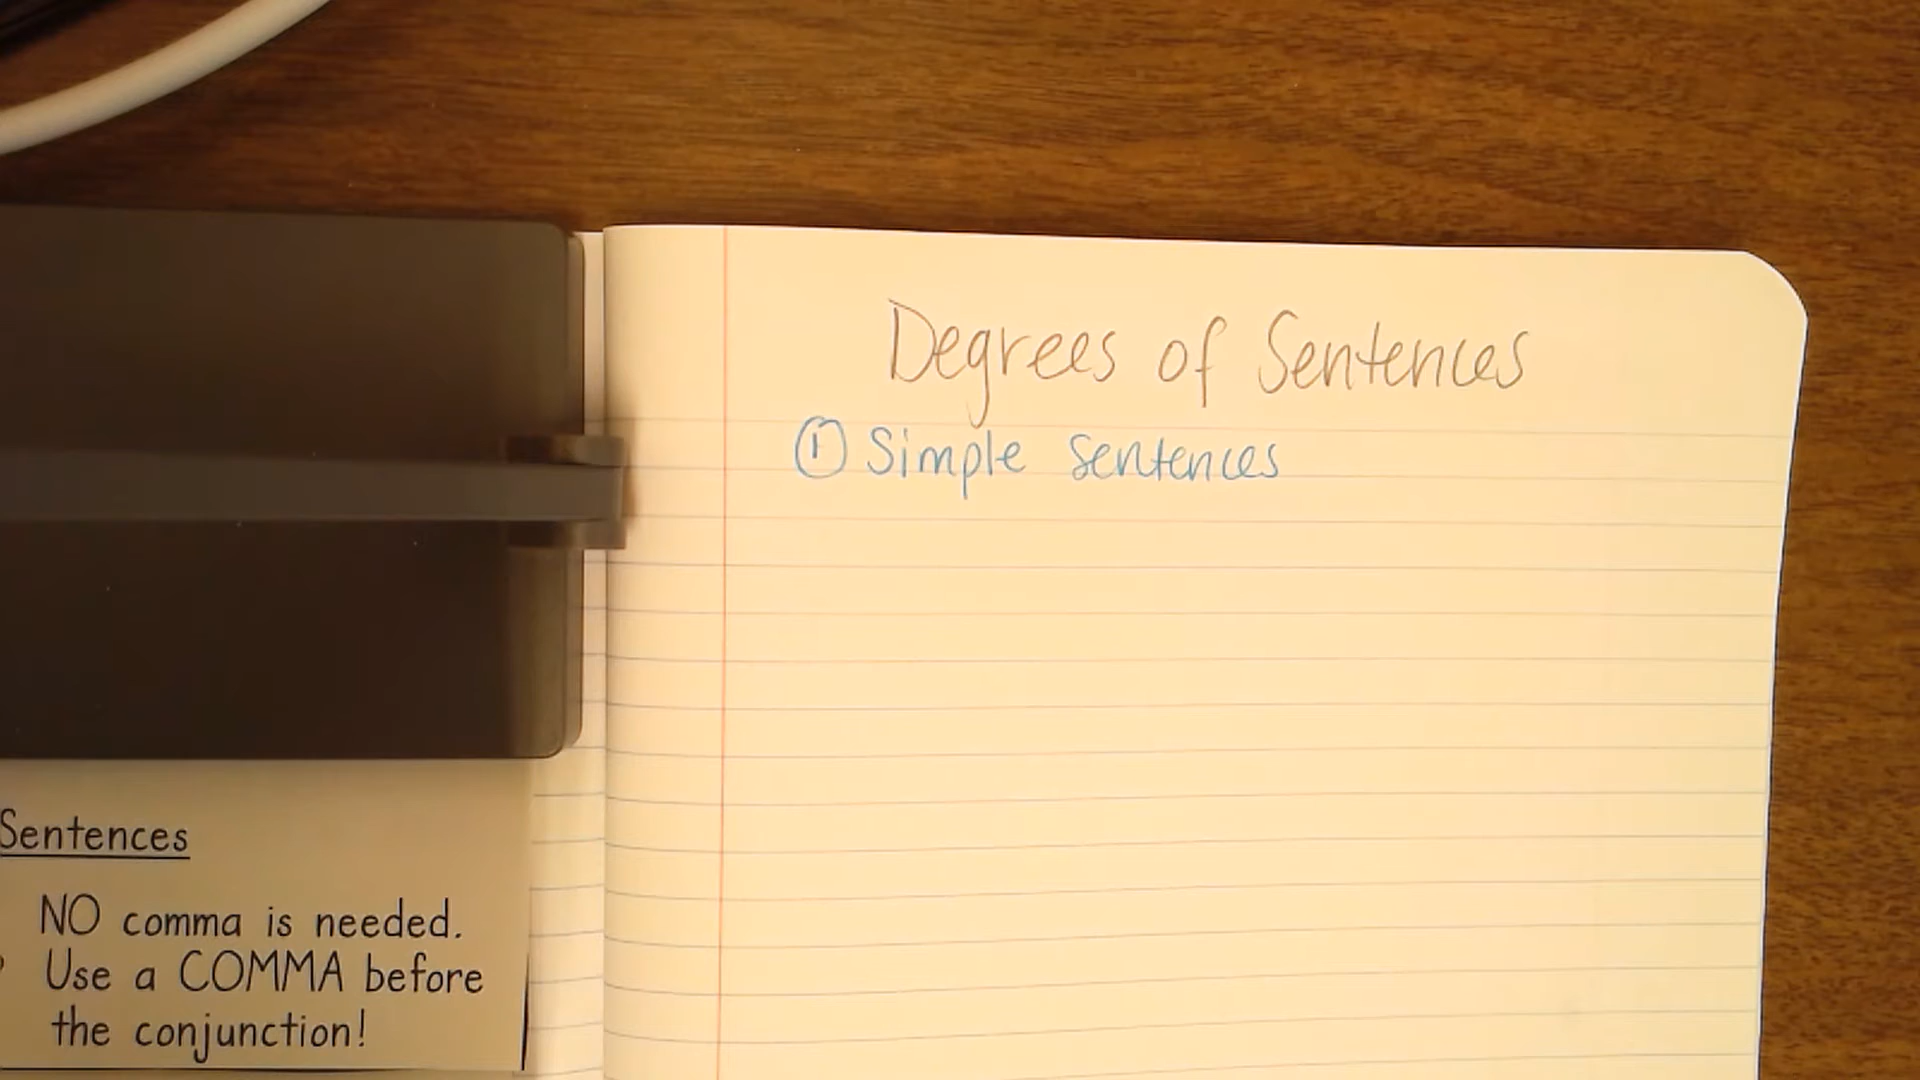 Degrees of Sentences
① Simple Sentences
Sentences
NO comma is needed.
Use a COMMA before
the conjunction!